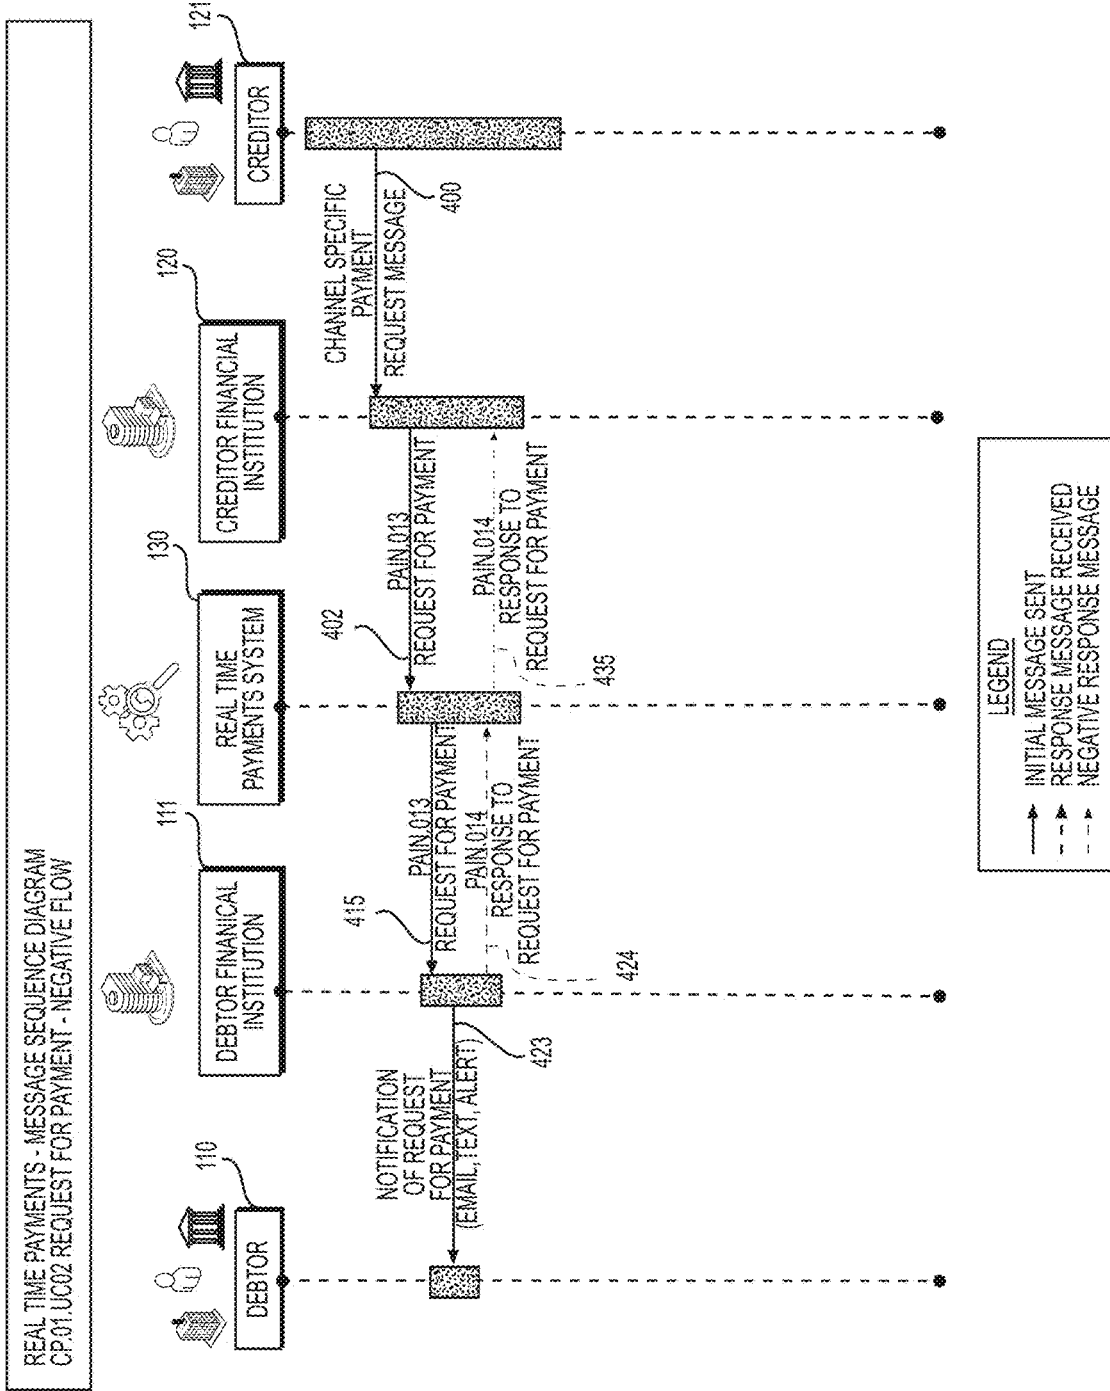 REAL TIME PAYMENTS - MESSAGE SEQUENCE DIAGRAM
CP.01.UC02 REQUEST FOR PAYMENT - NEGATIVE FLOW
110
DEBTOR
111
DEBTOR FINANICAL
INSTITUTION
130
REAL TIME
PAYMENTS SYSTEM
120
CREDITOR FINANCIAL
INSTITUTION
121
CREDITOR
CHANNEL SPECIFIC
PAYMENT
REQUEST MESSAGE
400
402
PAIN.013
REQUEST FOR PAYMENT
415
PAIN.013
REQUEST FOR PAYMENT
NOTIFICATION
OF REQUEST
FOR PAYMENT
(EMAIL,TEXT, ALERT)
423
PAIN.014
RESPONSE TO
REQUEST FOR PAYMENT
424
PAIN.014
RESPONSE TO
REQUEST FOR PAYMENT
435
LEGEND
INITIAL MESSAGE SENT
RESPONSE MESSAGE RECEIVED
NEGATIVE RESPONSE MESSAGE